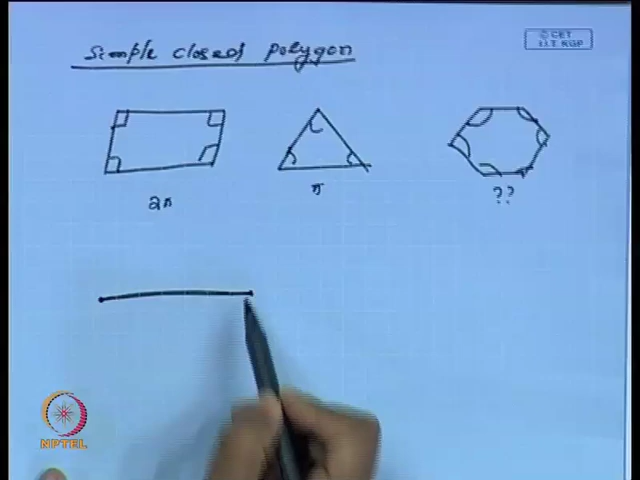 Simple closed polygon
© CET
I.I.T. KGP
2π
π
??
NPTEL